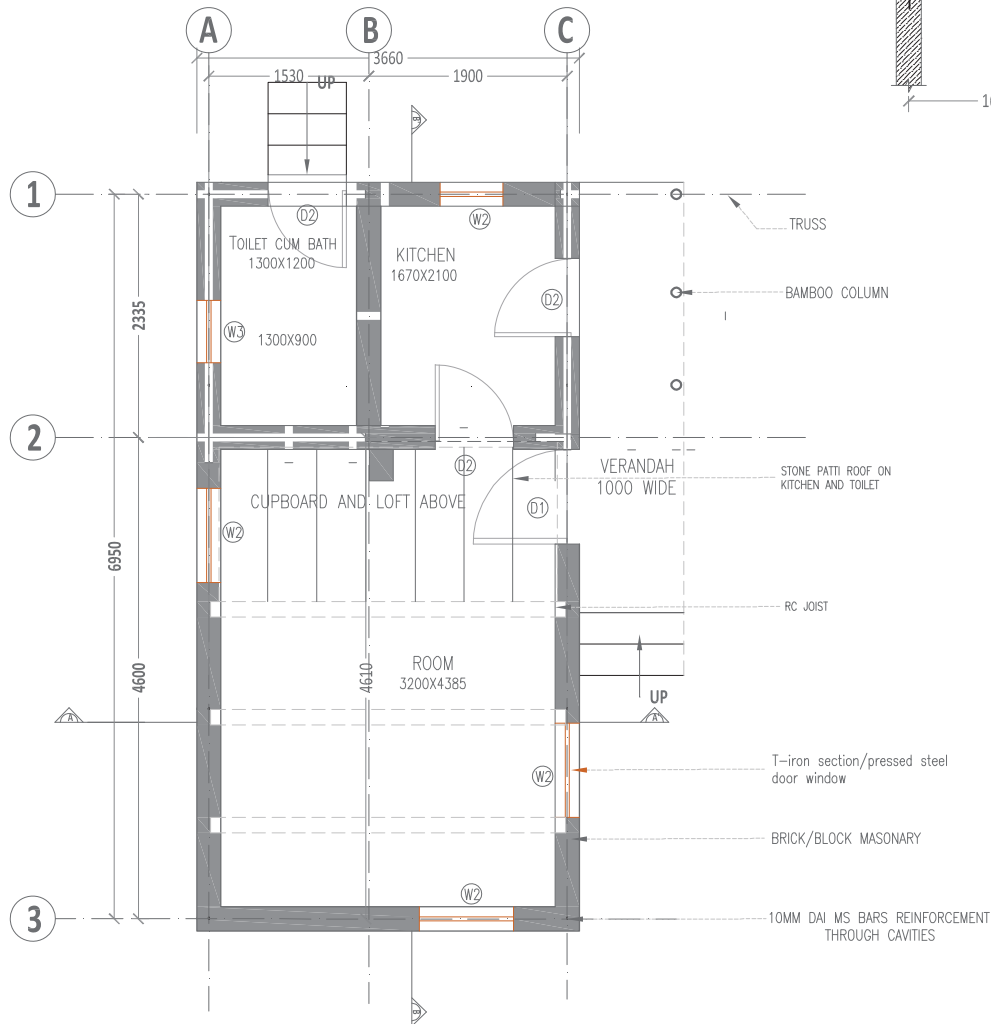 A
B
C
3660
1530
UP
1900
1
D2
TOILET CUM BATH
1300X1200
W2
KITCHEN
1670X2100
TRUSS
D2
BAMBOO COLUMN
2335
W3
1300X900
2
D2
VERANDAH
1000 WIDE
STONE PATTI ROOF ON
KITCHEN AND TOILET
CUPBOARD AND LOFT ABOVE
D1
W2
6950
RC JOIST
4600
4610
ROOM
3200X4385
UP
A
A'
T-iron section/pressed steel
door window
W2
BRICK/BLOCK MASONARY
W2
3
10MM DAI MS BARS REINFORCEMENT
THROUGH CAVITIES